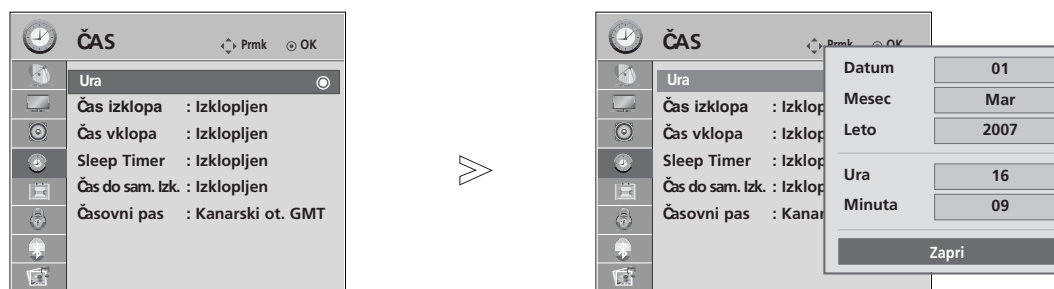 ČAS
Prmk OK
Ura
Čas izklopa : Izklopljen
Čas vklopa : Izklopljen
Sleep Timer : Izklopljen
Čas do sam. Izk. : Izklopljen
Časovni pas : Kanarski ot. GMT
ČAS
Prmk OK
Ura
Čas izklopa : Izklop
Čas vklopa : Izklop
Sleep Timer : Izklop
Čas do sam. Izk. : Izklop
Časovni pas : Kanar
Datum 01
Mesec Mar
Leto 2007
Ura 16
Minuta 09
Zapri